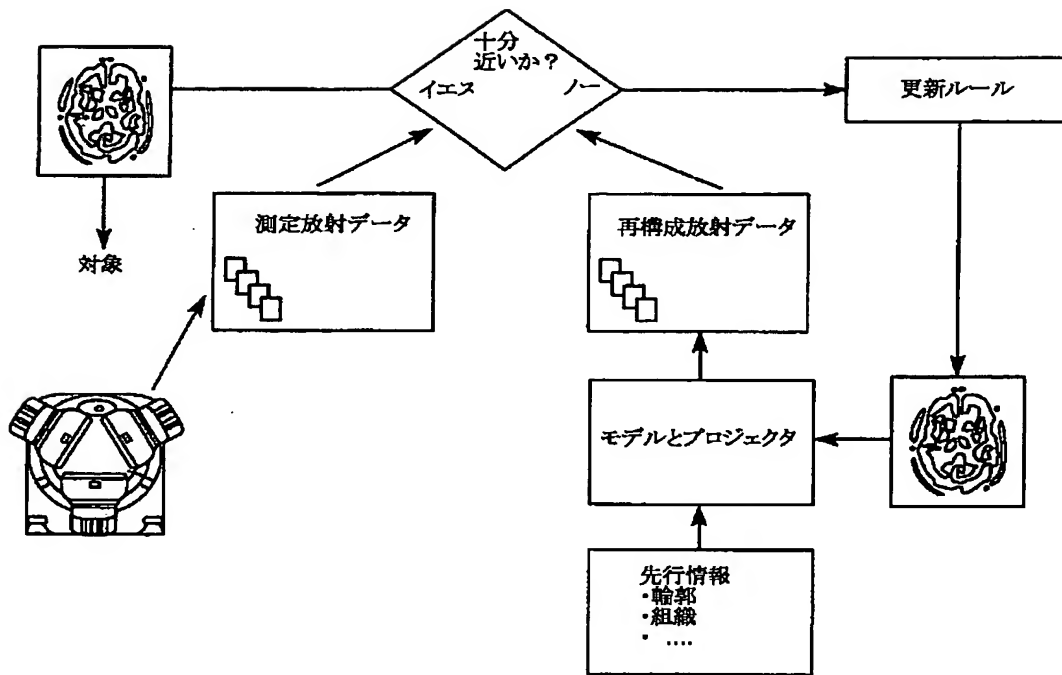 十分
近いか？
イエス
ノー
更新ルール
測定放射データ
再構成放射データ
対象
モデルとプロジェクタ
先行情報
・輪郭
・組織
・ ....